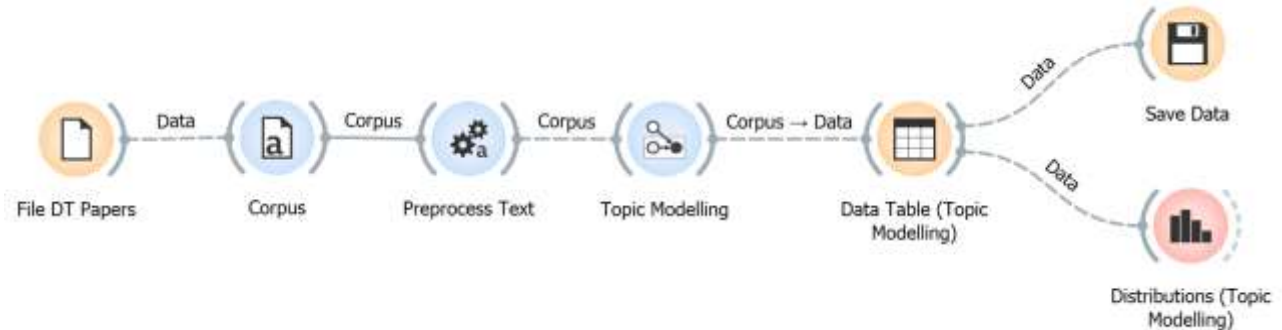 Data
Save Data
Data
Corpus
Corpus
Corpus → Data
a
a
File DT Papers
Corpus
Preprocess Text
Topic Modelling
Data Table (Topic
Modelling)
Data
Distributions (Topic
Modelling)